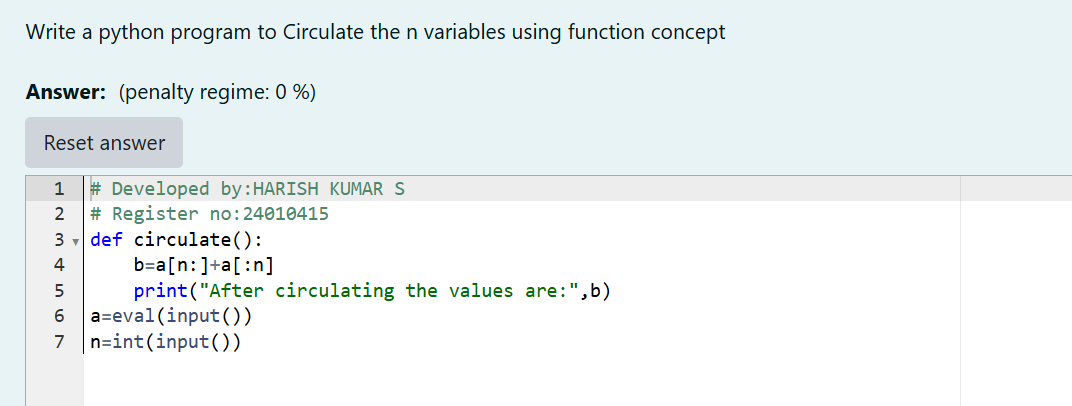 Write a python program to Circulate the n variables using function concept
Answer: (penalty regime: 0 %)
Reset answer
1 # Developed by:HARISH KUMAR S
2 # Register no:24010415
3 def circulate():
4     b=a[n:]+a[:n]
5     print("After circulating the values are:",b)
6 a=eval(input())
7 n=int(input())